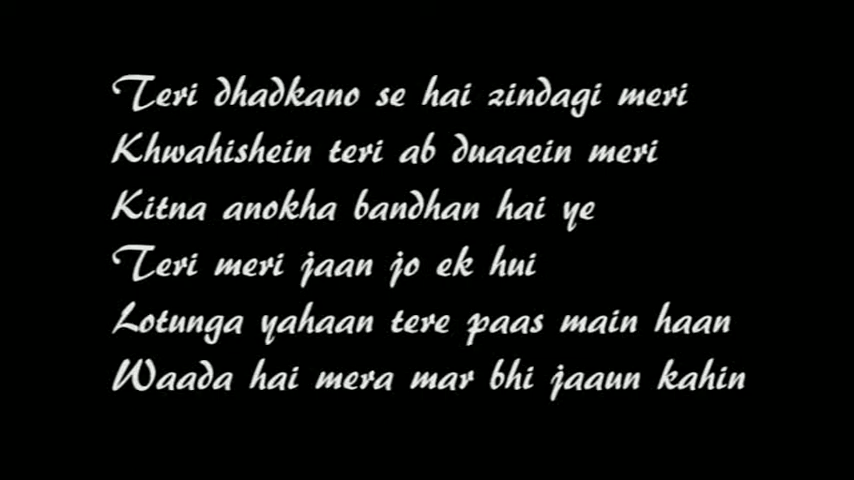 Teri dhadkano se hai zindagi meri
Khwahishein teri ab duaaein meri
Kitna anokha bandhan hai ye
Teri meri jaan jo ek hui
Lotunga yahaan tere paas main haan
Waada hai mera mar bhi jaaun kahin